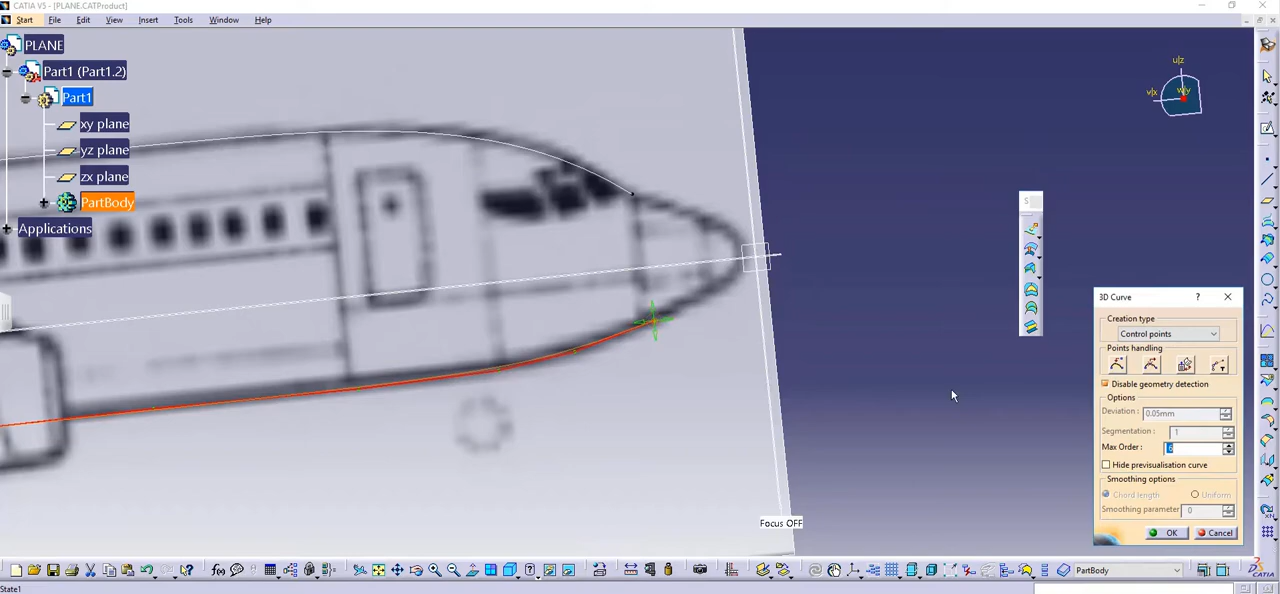 CATIA V5 - [PLANE.CATProduct]
Start File Edit View Insert Tools Window Help
PLANE
Part1 (Part1.2)
Part1
xy plane
yz plane
zx plane
PartBody
Applications
u|z
v|x
w|y
S
3D Curve
Creation type
Control points
Points handling
Disable geometry detection
Options
Deviation : 0.05mm
Segmentation : 1
Max Order : 6
Hide previsualisation curve
Smoothing options
Chord length Uniform
Smoothing parameter 0
OK Cancel
Focus OFF
f(x)
PartBody
CATIA
State1